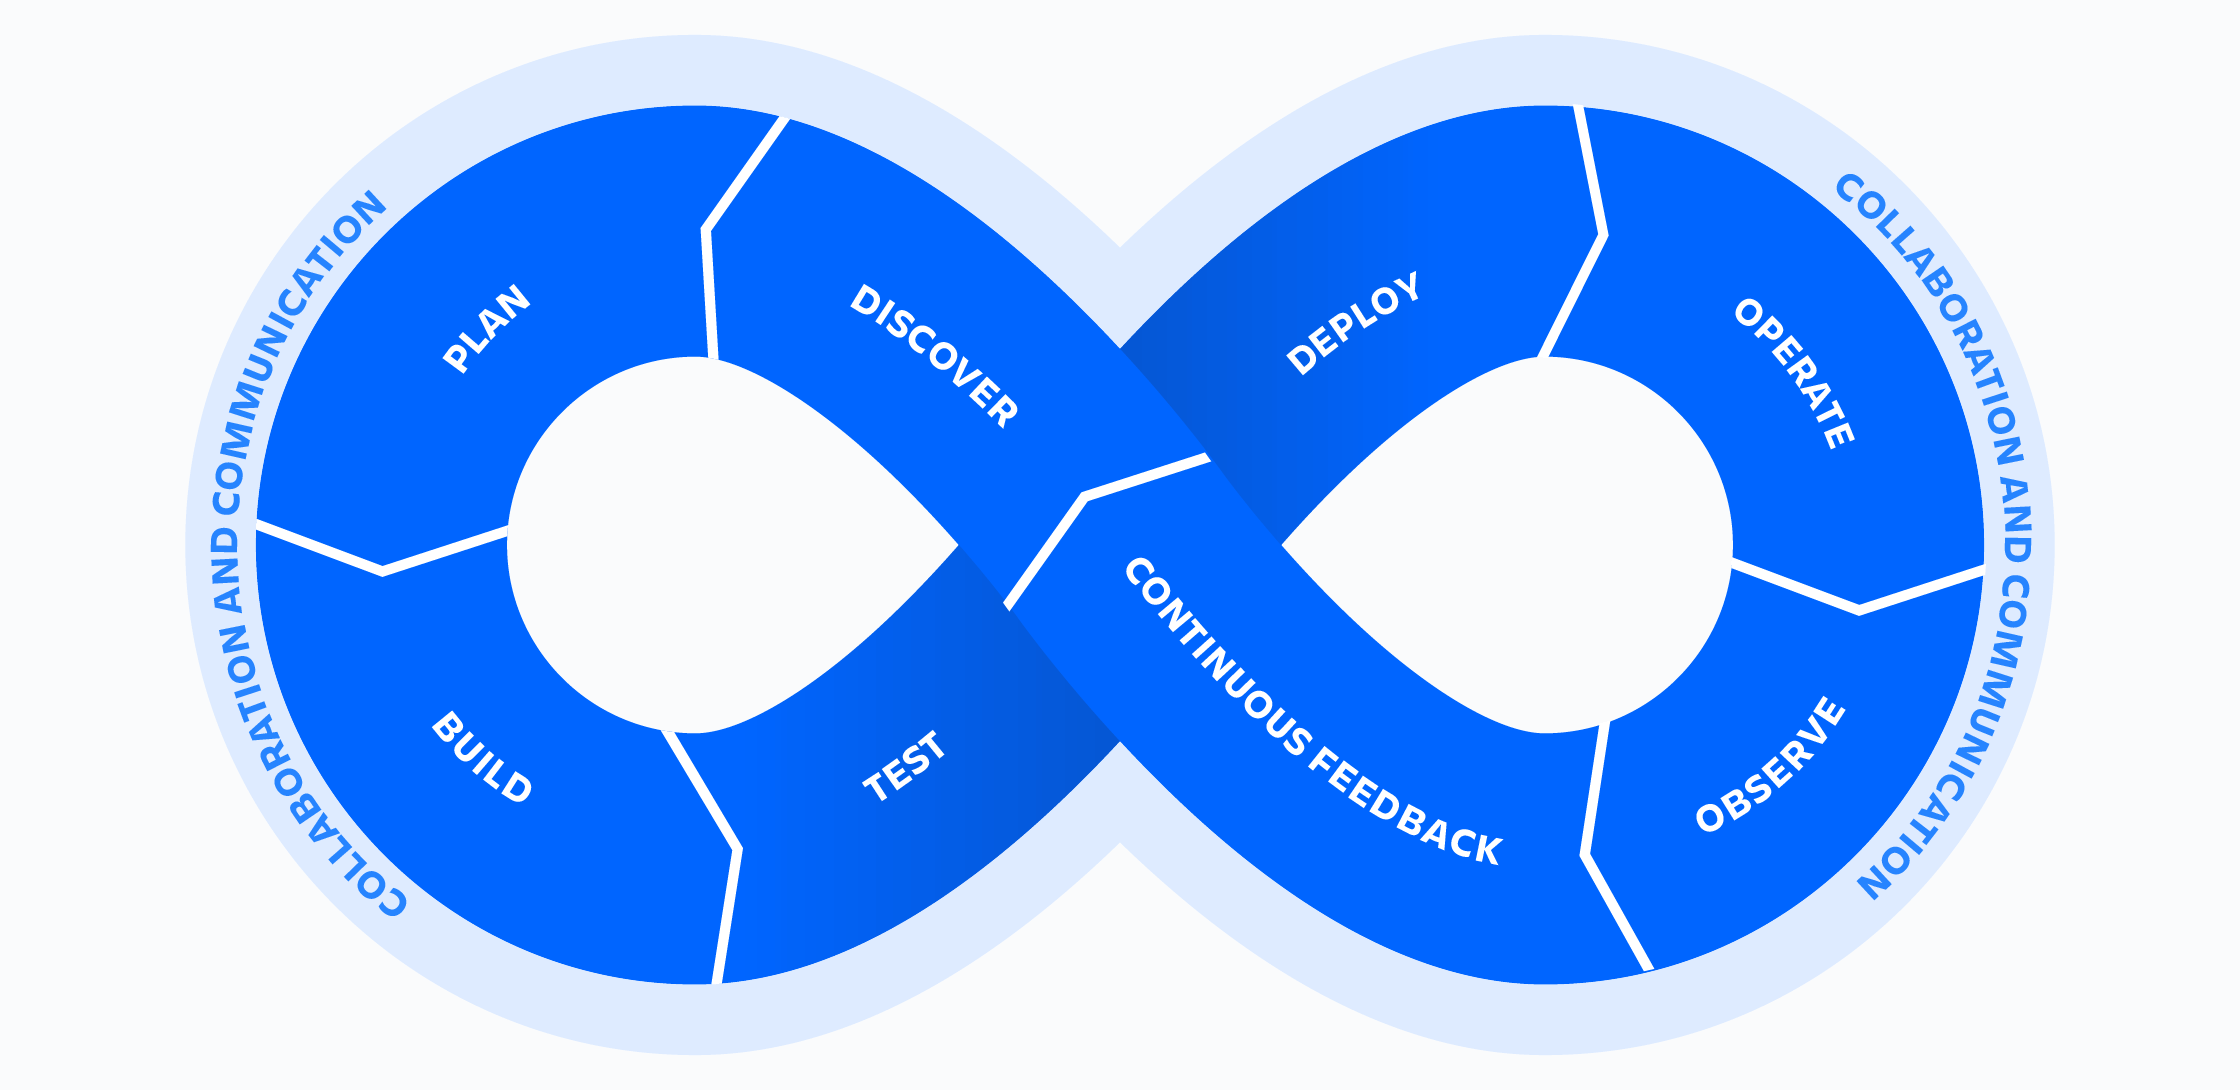 COLLABORATION AND COMMUNICATION
PLAN
DISCOVER
DEPLOY
OPERATE
COLLABORATION AND COMMUNICATION
BUILD
TEST
CONTINUOUS FEEDBACK
OBSERVE